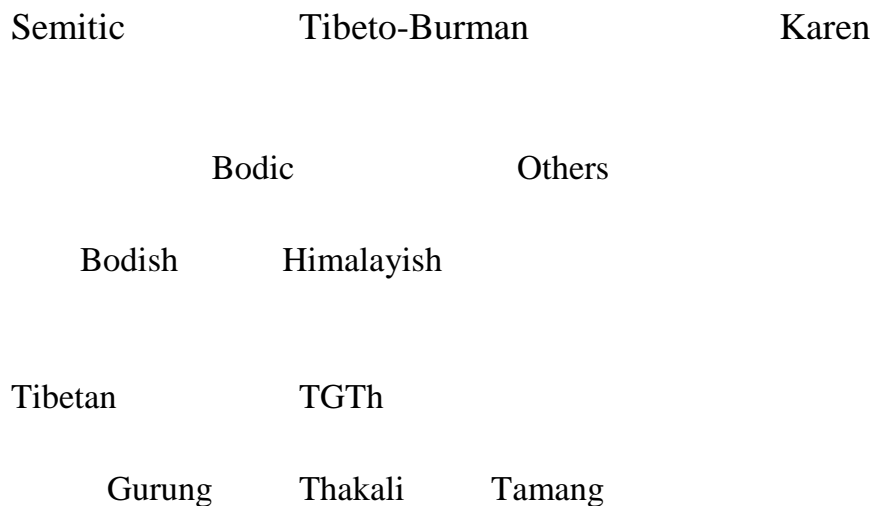 Semitic Tibeto-Burman Karen
Bodic Others
Bodish Himalayish
Tibetan TGTh
Gurung Thakali Tamang